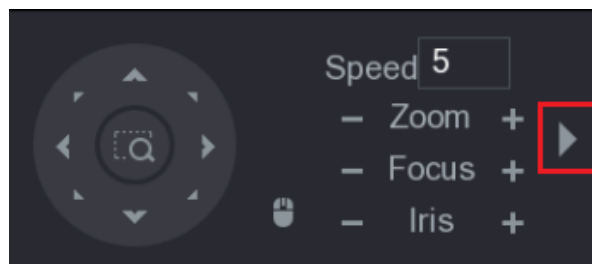 Speed 5
− Zoom +
− Focus +
− Iris +